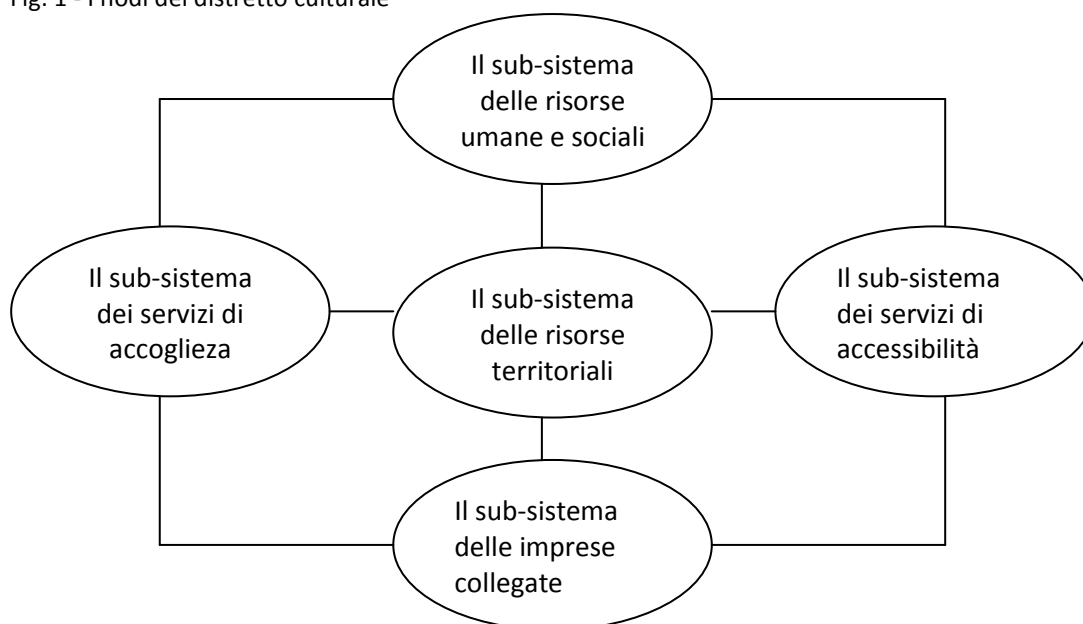 Fig. 1 - I nodi del distretto culturale
Il sub-sistema
delle risorse
umane e sociali
Il sub-sistema
dei servizi di
accoglieza
Il sub-sistema
delle risorse
territoriali
Il sub-sistema
dei servizi di
accessibilità
Il sub-sistema
delle imprese
collegate